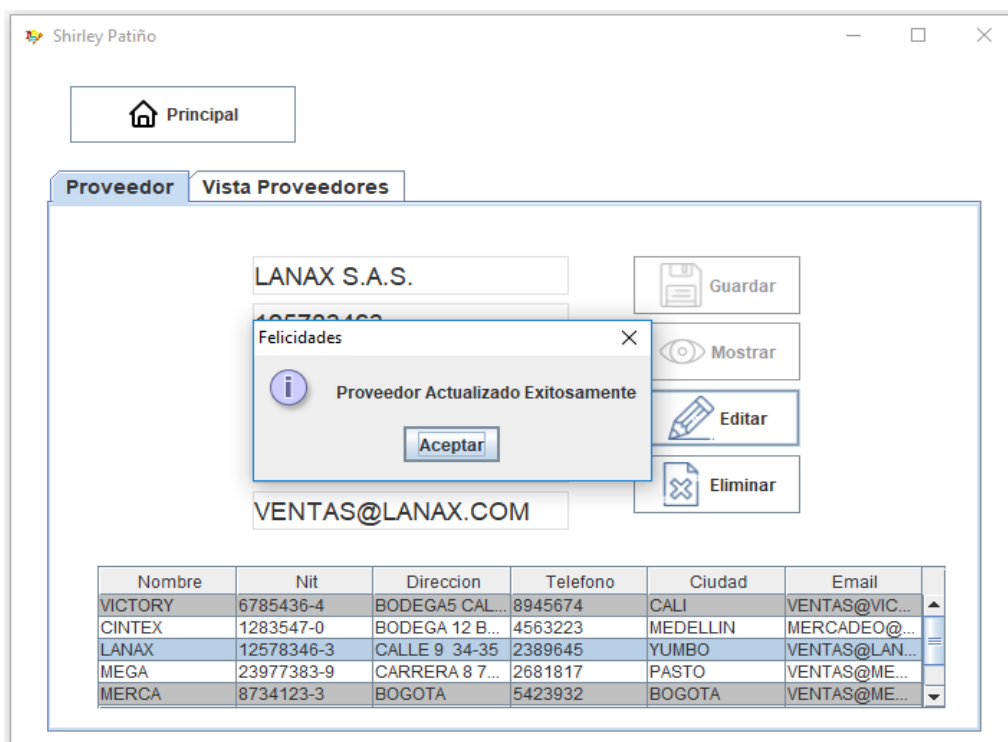 Shirley Patiño
Principal
Proveedor Vista Proveedores
LANAX S.A.S.
Guardar
Felicidades
Mostrar
Proveedor Actualizado Exitosamente
Editar
Aceptar
Eliminar
VENTAS@LANAX.COM
Nombre Nit Direccion Telefono Ciudad Email
VICTORY 6785436-4 BODEGA5 CAL... 8945674 CALI VENTAS@VIC...
CINTEX 1283547-0 BODEGA 12 B... 4563223 MEDELLIN MERCADEO@...
LANAX 12578346-3 CALLE 9 34-35 2389645 YUMBO VENTAS@LAN...
MEGA 23977383-9 CARRERA 8 7... 2681817 PASTO VENTAS@ME...
MERCA 8734123-3 BOGOTA 5423932 BOGOTA VENTAS@ME...